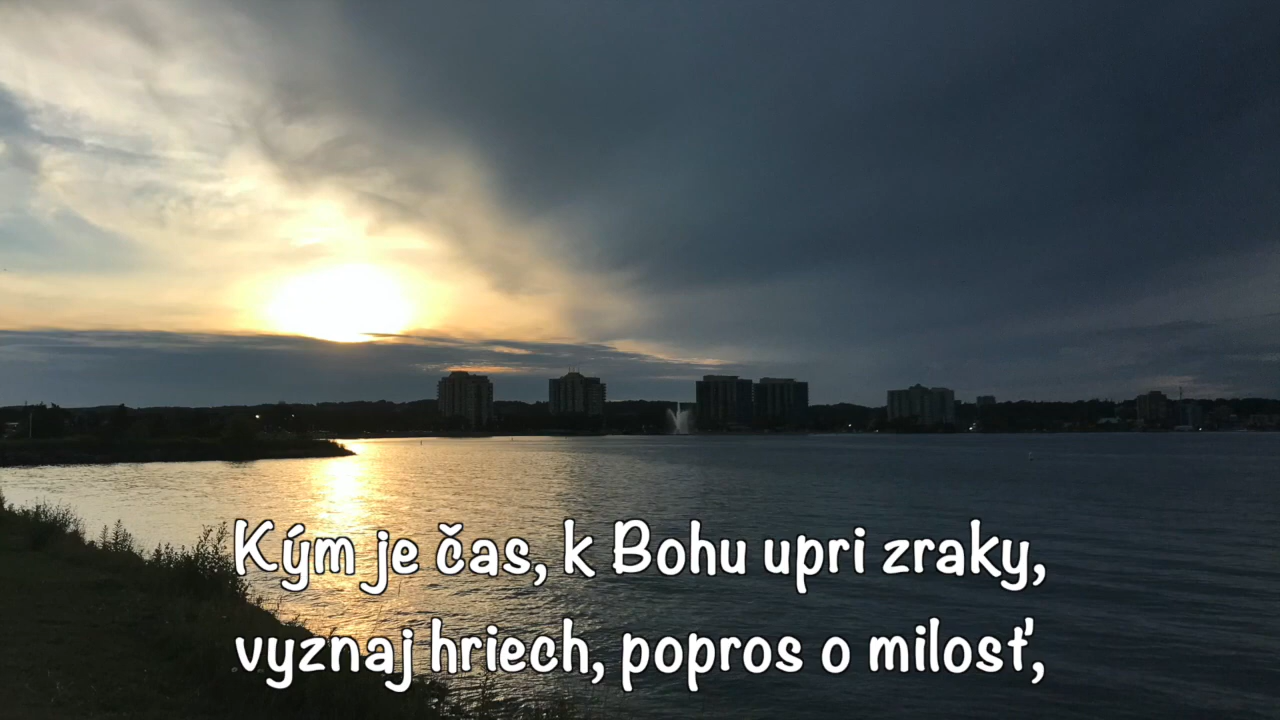 Kým je čas, k Bohu upri zraky,
vyznaj hriech, popros o milosť,